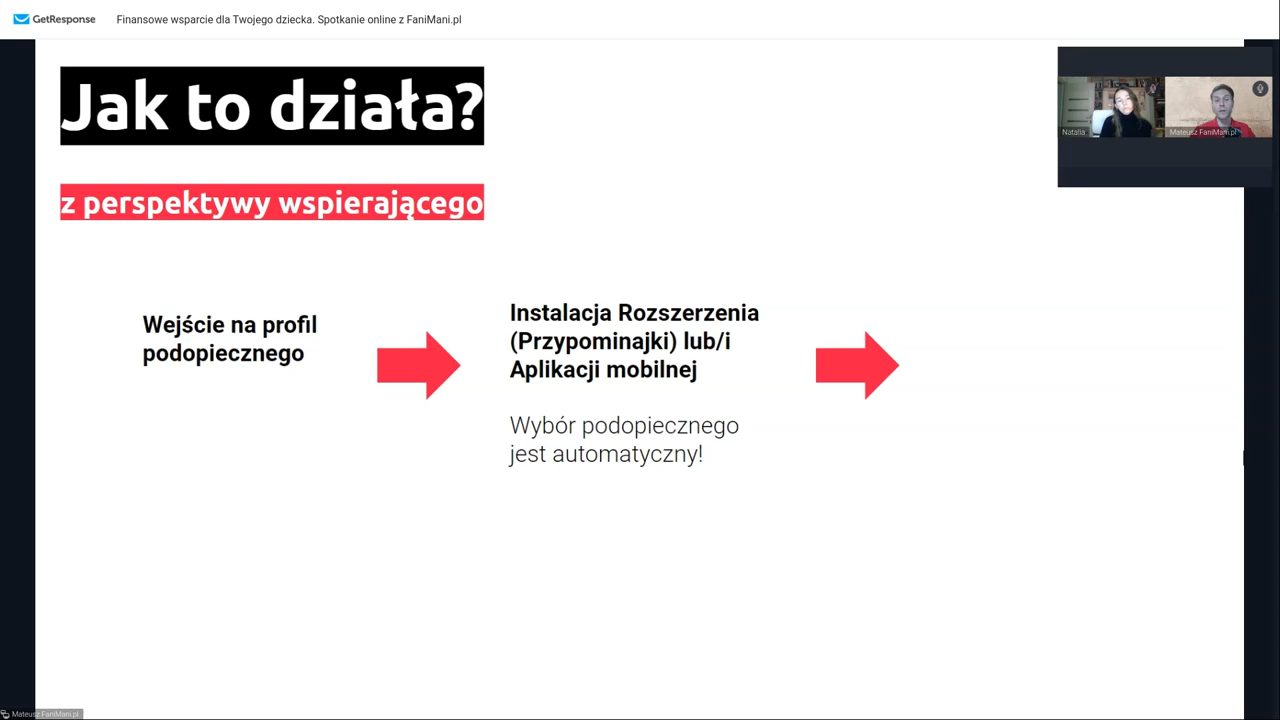 GetResponse
Finansowe wsparcie dla Twojego dziecka. Spotkanie online z FaniMani.pl
Jak to działa?
z perspektywy wspierającego
Natalia
Mateusz FaniMani.pl
Wejście na profil
podopiecznego
Instalacja Rozszerzenia
(Przypominajki) lub/i
Aplikacji mobilnej
Wybór podopiecznego
jest automatyczny!
Mateusz FaniMani.pl